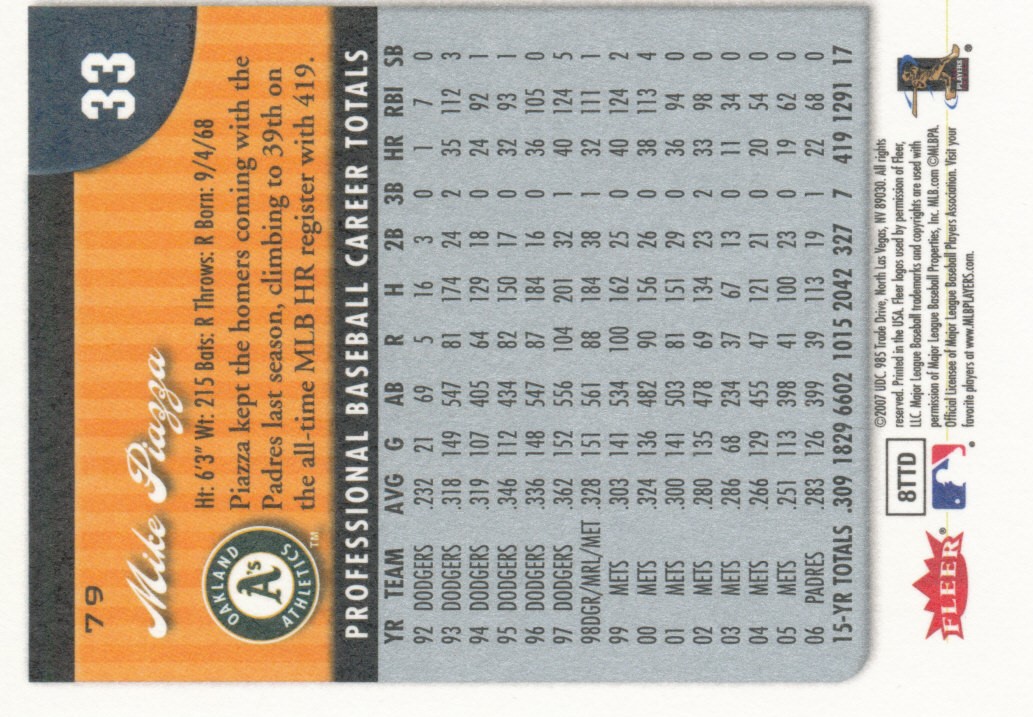 79
33
Mike Piazza
OAKLAND
A's
ATHLETICS
TM
Ht: 6'3" Wt: 215 Bats: R Throws: R Born: 9/4/68
Piazza kept the homers coming with the
Padres last season, climbing to 39th on
the all-time MLB HR register with 419.
PROFESSIONAL BASEBALL CAREER TOTALS
YR TEAM AVG G AB R H 2B 3B HR RBI SB
92 DODGERS .232 21 69 5 16 3 0 1 7 0
93 DODGERS .318 149 547 81 174 24 2 35 112 3
94 DODGERS .319 107 405 64 129 18 0 24 92 1
95 DODGERS .346 112 434 82 150 17 0 32 93 1
96 DODGERS .336 148 547 87 184 16 0 36 105 0
97 DODGERS .362 152 556 104 201 32 1 40 124 5
98DGR/MRL/MET .328 151 561 88 184 38 1 32 111 1
99 METS .303 141 534 100 162 25 0 40 124 2
00 METS .324 136 482 90 156 26 0 38 113 4
01 METS .300 141 503 81 151 29 0 36 94 0
02 METS .280 135 478 69 134 23 2 33 98 0
03 METS .286 68 234 37 67 13 0 11 34 0
04 METS .266 129 455 47 121 21 0 20 54 0
05 METS .251 113 398 41 100 23 0 19 62 0
06 PADRES .283 126 399 39 113 19 1 22 68 0
15-YR TOTALS .309 1829 6602 1015 2042 327 7 419 1291 17
FLEER®
8TTD
©2007 UDC. 985 Trade Drive, North Las Vegas, NV 89030. All rights
reserved. Printed in the USA. Fleer logos used by permission of Fleer,
LLC. Major League Baseball trademarks and copyrights are used with
permission of Major League Baseball Properties, Inc. MLB.com ©MLBPA.
Official Licensee of Major League Baseball Players Association. Visit your
favorite players at www.MLBPLAYERS.com.
PLAYERS